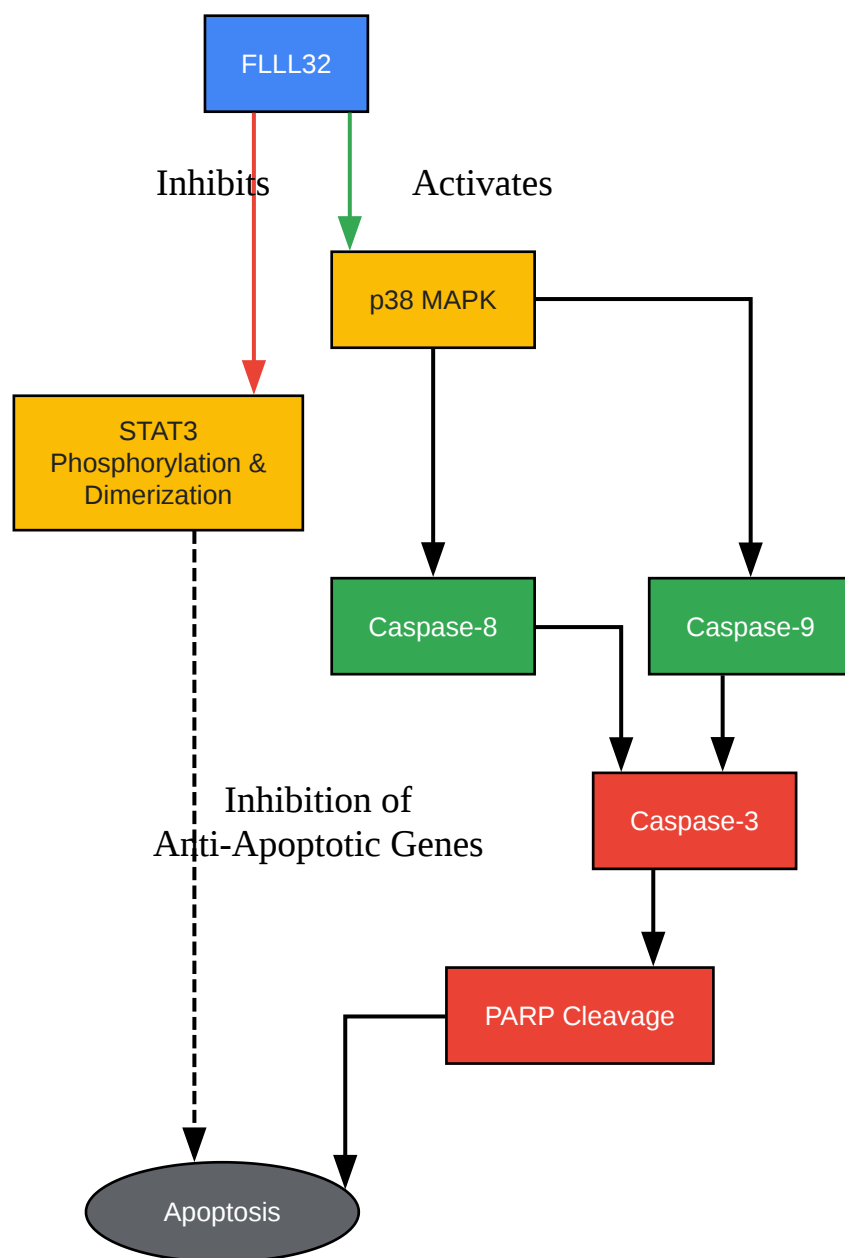 FLLL32
Inhibits
Activates
p38 MAPK
STAT3
Phosphorylation &
Dimerization
Caspase-8
Caspase-9
Inhibition of
Anti-Apoptotic Genes
Caspase-3
PARP Cleavage
Apoptosis